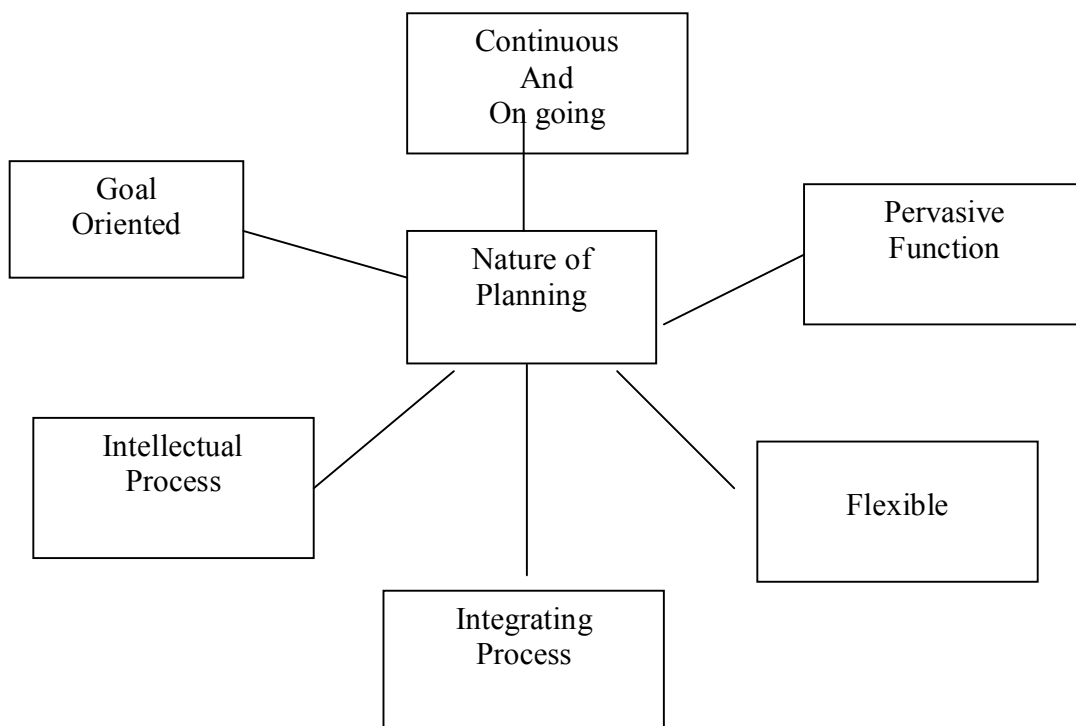 Continuous
And
On going
Goal
Oriented
Pervasive
Function
Nature of
Planning
Intellectual
Process
Flexible
Integrating
Process